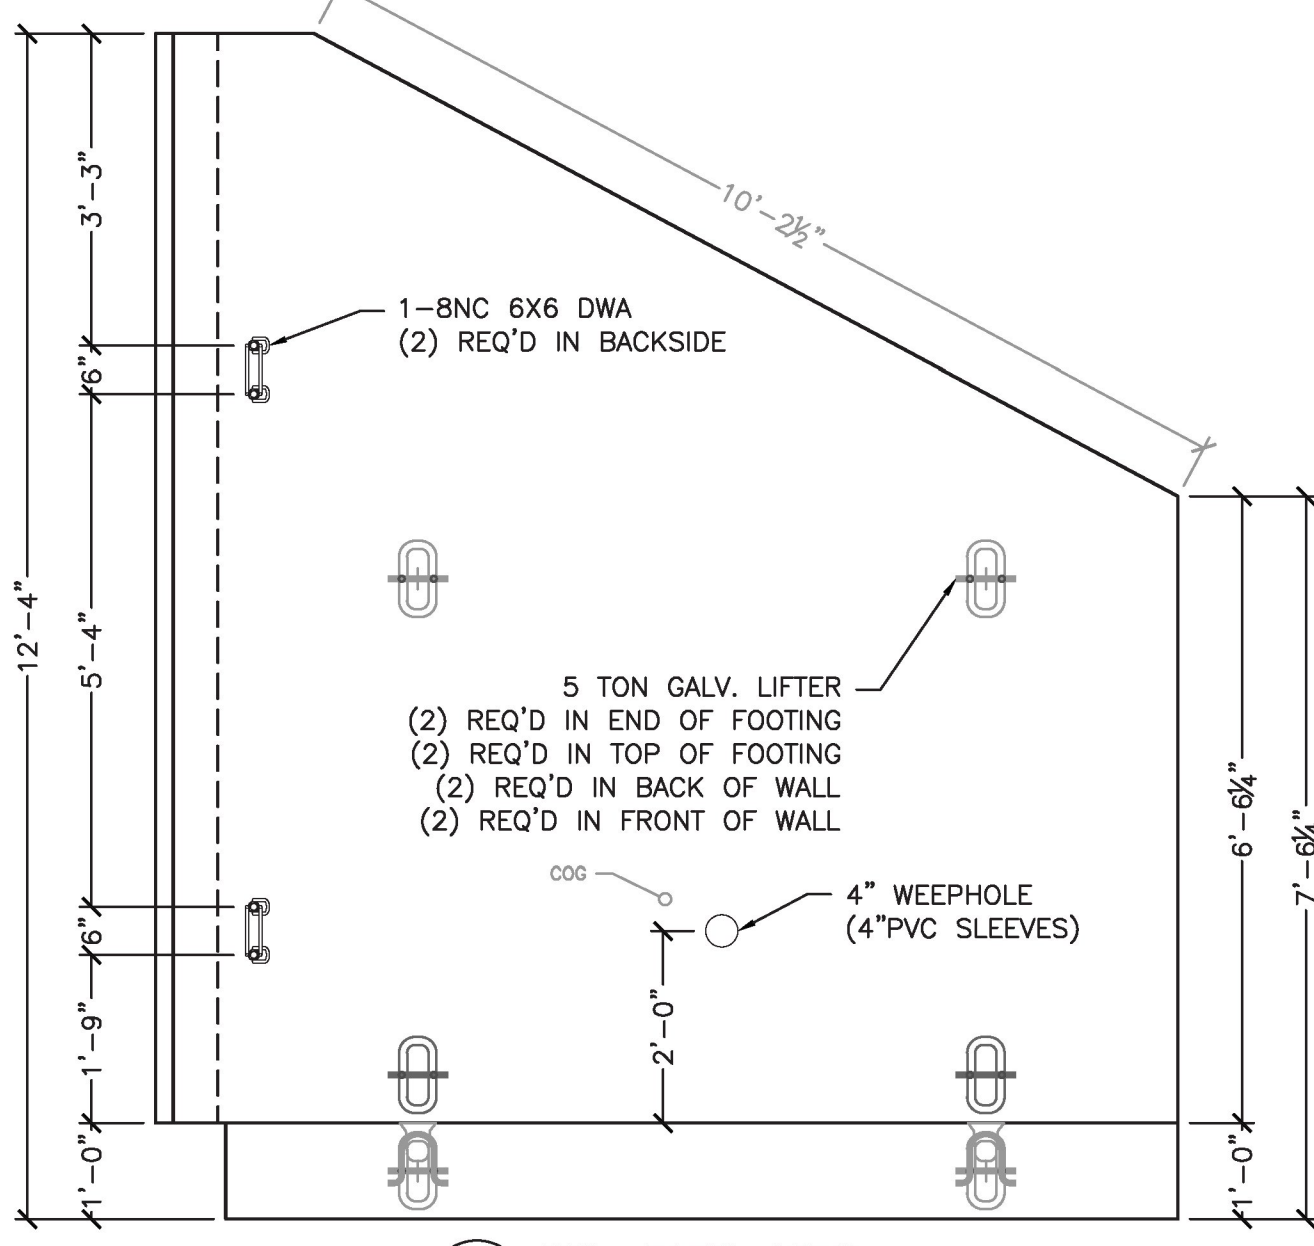 10'-2½"
3'-3"
1-8NC 6X6 DWA
(2) REQ'D IN BACKSIDE
6"
12'-4"
5'-4"
5 TON GALV. LIFTER
(2) REQ'D IN END OF FOOTING
(2) REQ'D IN TOP OF FOOTING
(2) REQ'D IN BACK OF WALL
(2) REQ'D IN FRONT OF WALL
6'-6¼"
7'-6¼"
COG
4" WEEPHOLE
(4"PVC SLEEVES)
6"
2'-0"
1'-9"
1'-0"
1'-0"